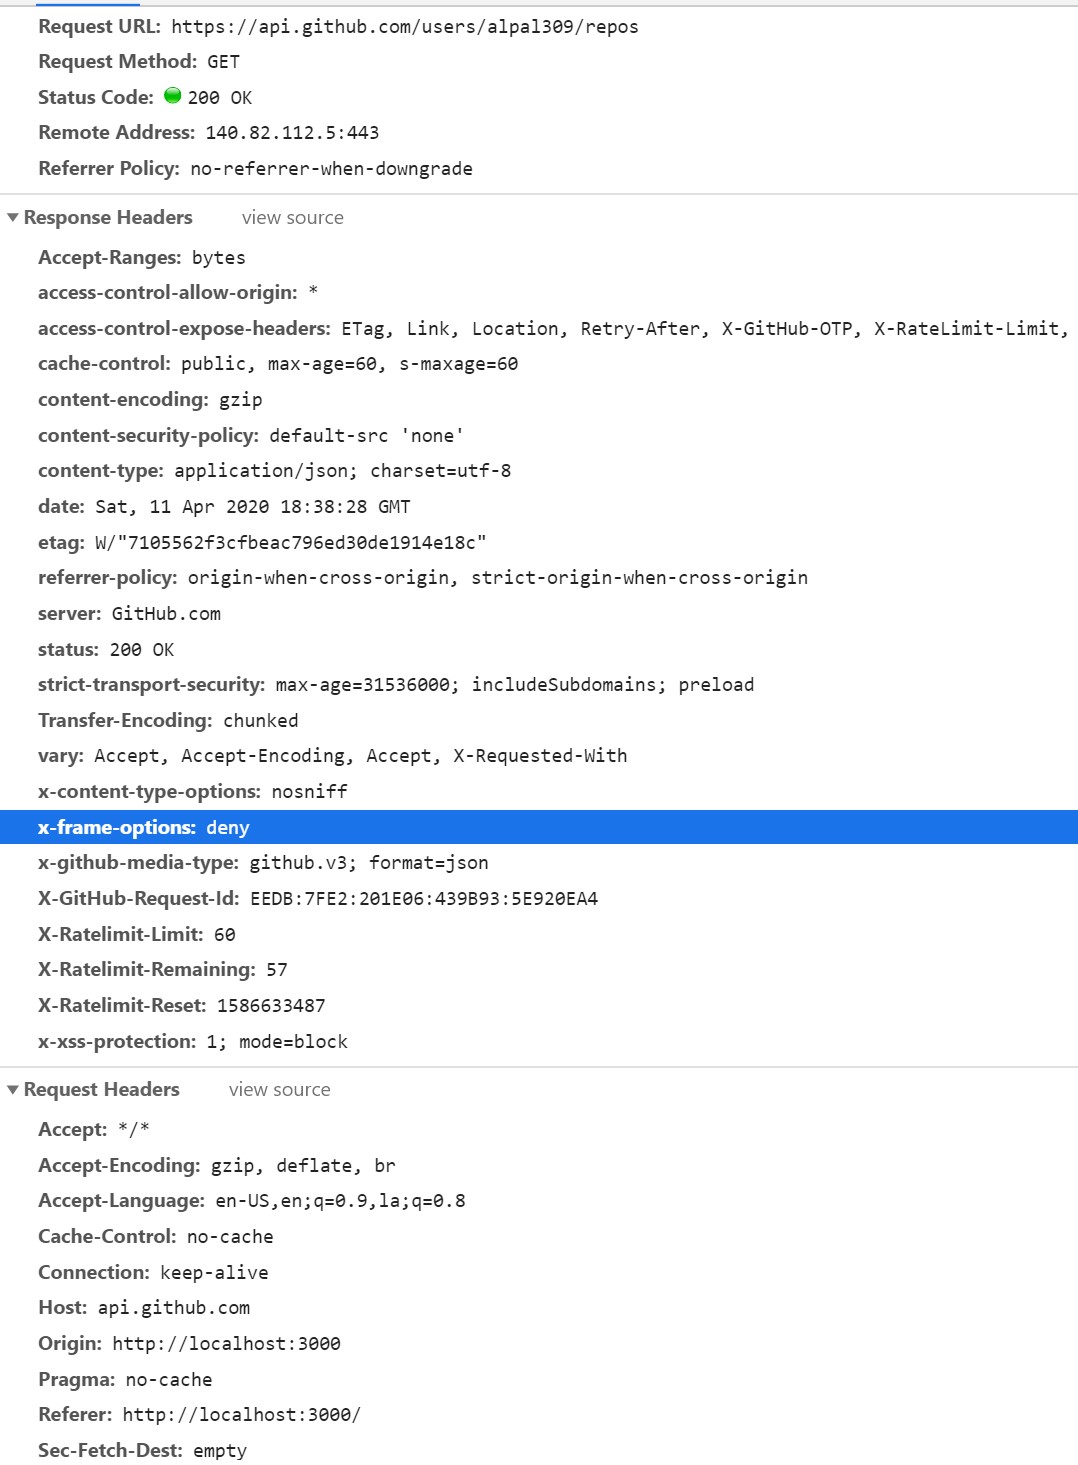 Request URL: https://api.github.com/users/alpal309/repos
Request Method: GET
Status Code: 200 OK
Remote Address: 140.82.112.5:443
Referrer Policy: no-referrer-when-downgrade
Response Headers view source
Accept-Ranges: bytes
access-control-allow-origin: *
access-control-expose-headers: ETag, Link, Location, Retry-After, X-GitHub-OTP, X-RateLimit-Limit,
cache-control: public, max-age=60, s-maxage=60
content-encoding: gzip
content-security-policy: default-src 'none'
content-type: application/json; charset=utf-8
date: Sat, 11 Apr 2020 18:38:28 GMT
etag: W/"7105562f3cfbeac796ed30de1914e18c"
referrer-policy: origin-when-cross-origin, strict-origin-when-cross-origin
server: GitHub.com
status: 200 OK
strict-transport-security: max-age=31536000; includeSubdomains; preload
Transfer-Encoding: chunked
vary: Accept, Accept-Encoding, Accept, X-Requested-With
x-content-type-options: nosniff
x-frame-options: deny
x-github-media-type: github.v3; format=json
X-GitHub-Request-Id: EEDB:7FE2:201E06:439B93:5E920EA4
X-Ratelimit-Limit: 60
X-Ratelimit-Remaining: 57
X-Ratelimit-Reset: 1586633487
x-xss-protection: 1; mode=block
Request Headers view source
Accept: */*
Accept-Encoding: gzip, deflate, br
Accept-Language: en-US,en;q=0.9,la;q=0.8
Cache-Control: no-cache
Connection: keep-alive
Host: api.github.com
Origin: http://localhost:3000
Pragma: no-cache
Referer: http://localhost:3000/
Sec-Fetch-Dest: empty